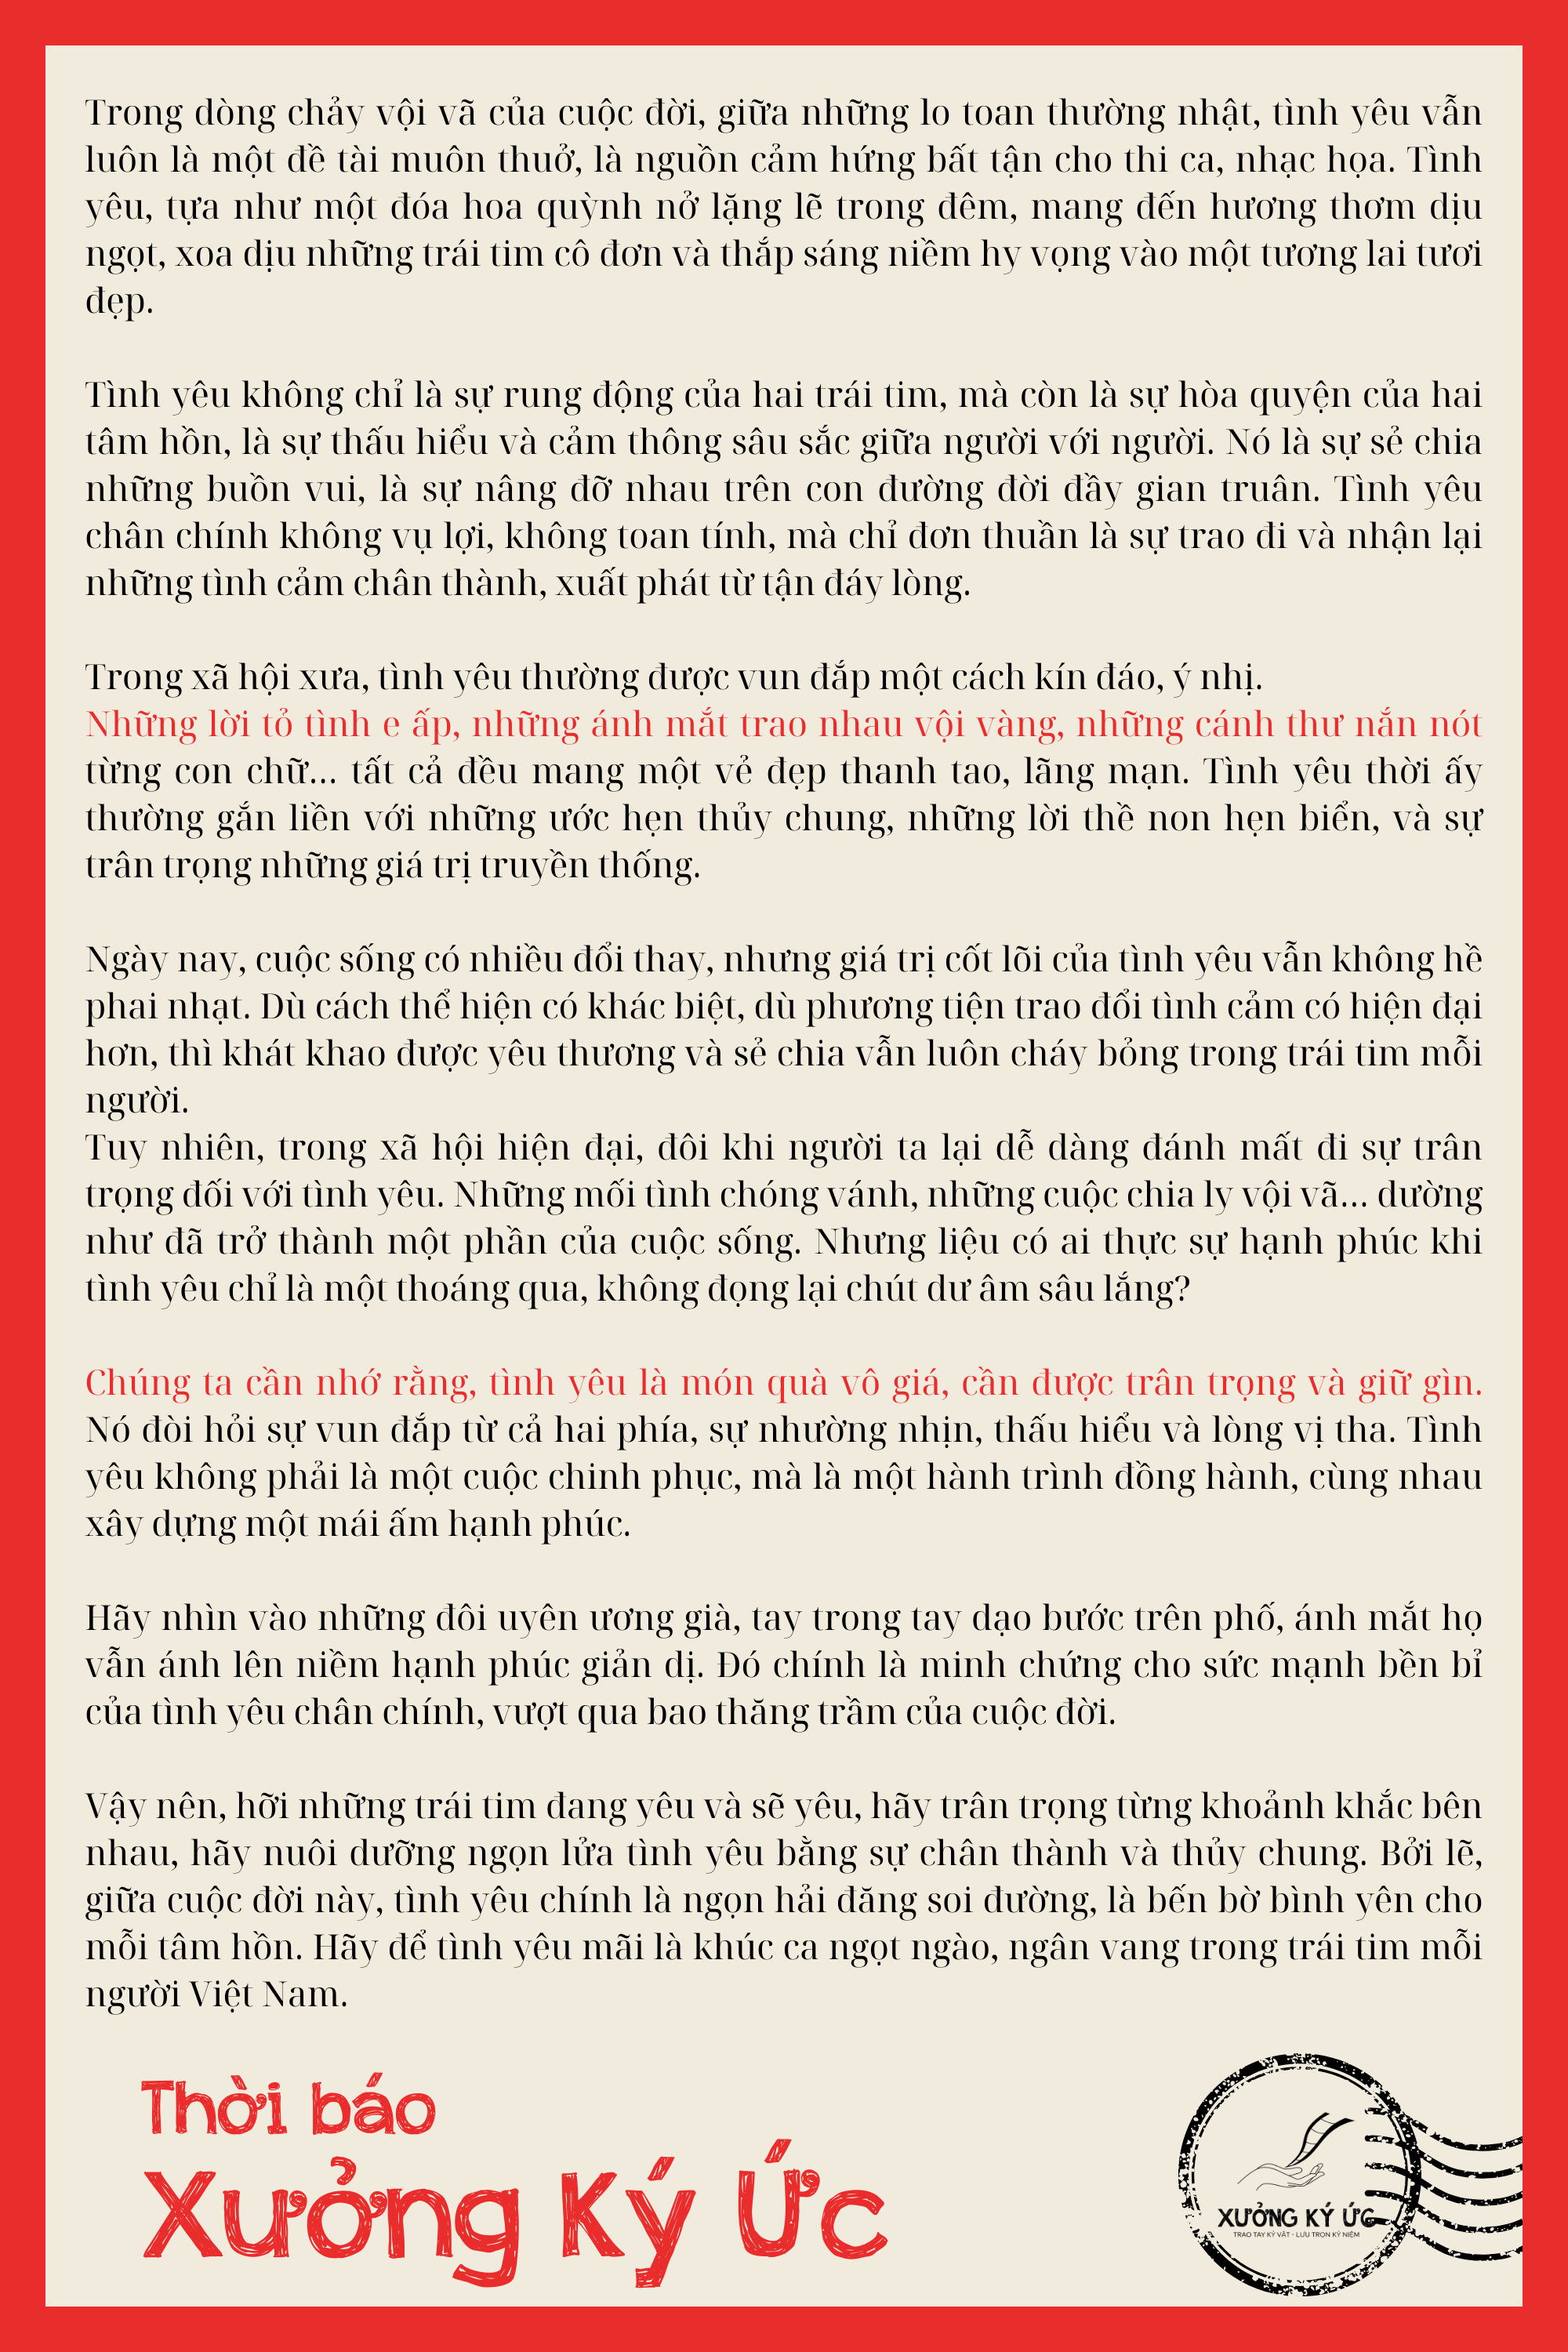 Trong dòng chảy vội vã của cuộc đời, giữa những lo toan thường nhật, tình yêu vẫn
luôn là một đề tài muôn thuở, là nguồn cảm hứng bất tận cho thi ca, nhạc họa. Tình
yêu, tựa như một đóa hoa quỳnh nở lặng lẽ trong đêm, mang đến hương thơm dịu
ngọt, xoa dịu những trái tim cô đơn và thắp sáng niềm hy vọng vào một tương lai tươi
đẹp.
Tình yêu không chỉ là sự rung động của hai trái tim, mà còn là sự hòa quyện của hai
tâm hồn, là sự thấu hiểu và cảm thông sâu sắc giữa người với người. Nó là sự sẻ chia
những buồn vui, là sự nâng đỡ nhau trên con đường đời đầy gian truân. Tình yêu
chân chính không vụ lợi, không toan tính, mà chỉ đơn thuần là sự trao đi và nhận lại
những tình cảm chân thành, xuất phát từ tận đáy lòng.
Trong xã hội xưa, tình yêu thường được vun đắp một cách kín đáo, ý nhị.
Những lời tỏ tình e ấp, những ánh mắt trao nhau vội vàng, những cánh thư nắn nót
từng con chữ... tất cả đều mang một vẻ đẹp thanh tao, lãng mạn. Tình yêu thời ấy
thường gắn liền với những ước hẹn thủy chung, những lời thề non hẹn biển, và sự
trân trọng những giá trị truyền thống.
Ngày nay, cuộc sống có nhiều đổi thay, nhưng giá trị cốt lõi của tình yêu vẫn không hề
phai nhạt. Dù cách thể hiện có khác biệt, dù phương tiện trao đổi tình cảm có hiện đại
hơn, thì khát khao được yêu thương và sẻ chia vẫn luôn cháy bỏng trong trái tim mỗi
người.
Tuy nhiên, trong xã hội hiện đại, đôi khi người ta lại dễ dàng đánh mất đi sự trân
trọng đối với tình yêu. Những mối tình chóng vánh, những cuộc chia ly vội vã... dường
như đã trở thành một phần của cuộc sống. Nhưng liệu có ai thực sự hạnh phúc khi
tình yêu chỉ là một thoáng qua, không đọng lại chút dư âm sâu lắng?
Chúng ta cần nhớ rằng, tình yêu là món quà vô giá, cần được trân trọng và giữ gìn.
Nó đòi hỏi sự vun đắp từ cả hai phía, sự nhường nhịn, thấu hiểu và lòng vị tha. Tình
yêu không phải là một cuộc chinh phục, mà là một hành trình đồng hành, cùng nhau
xây dựng một mái ấm hạnh phúc.
Hãy nhìn vào những đôi uyên ương già, tay trong tay dạo bước trên phố, ánh mắt họ
vẫn ánh lên niềm hạnh phúc giản dị. Đó chính là minh chứng cho sức mạnh bền bỉ
của tình yêu chân chính, vượt qua bao thăng trầm của cuộc đời.
Vậy nên, hỡi những trái tim đang yêu và sẽ yêu, hãy trân trọng từng khoảnh khắc bên
nhau, hãy nuôi dưỡng ngọn lửa tình yêu bằng sự chân thành và thủy chung. Bởi lẽ,
giữa cuộc đời này, tình yêu chính là ngọn hải đăng soi đường, là bến bờ bình yên cho
mỗi tâm hồn. Hãy để tình yêu mãi là khúc ca ngọt ngào, ngân vang trong trái tim mỗi
người Việt Nam.
Thời báo
Xưởng Ký Ức
XƯỞNG KÝ ỨC
TRAO TAY KỶ VẬT - LƯU TRỌN KỶ NIỆM